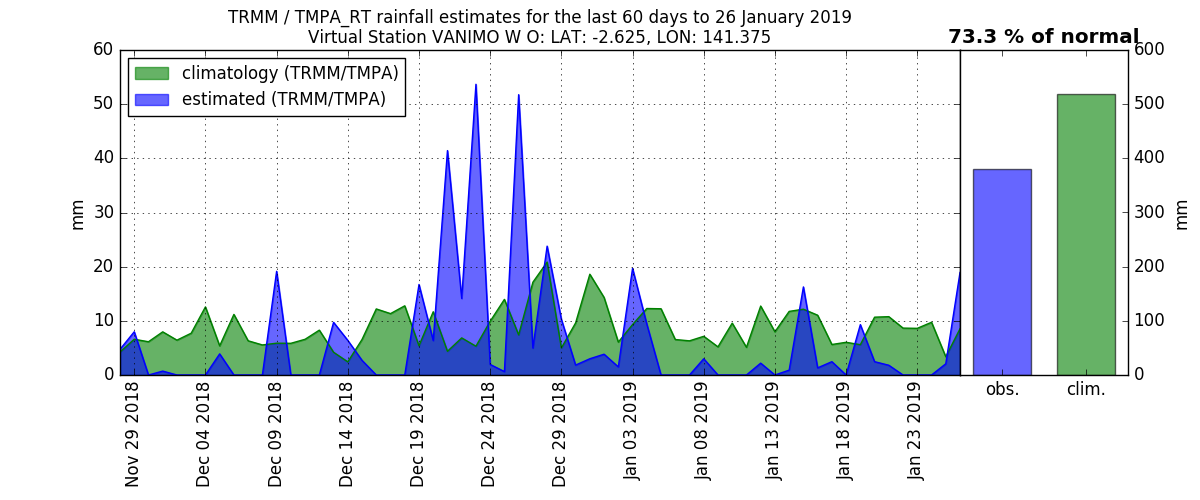 TRMM / TMPA_RT rainfall estimates for the last 60 days to 26 January 2019
Virtual Station VANIMO W O: LAT: -2.625, LON: 141.375
73.3 % of normal
climatology (TRMM/TMPA)
estimated (TRMM/TMPA)
60
50
40
30
20
10
0
mm
Nov 29 2018
Dec 04 2018
Dec 09 2018
Dec 14 2018
Dec 19 2018
Dec 24 2018
Dec 29 2018
Jan 03 2019
Jan 08 2019
Jan 13 2019
Jan 18 2019
Jan 23 2019
obs.
clim.
600
500
400
300
200
100
0
mm